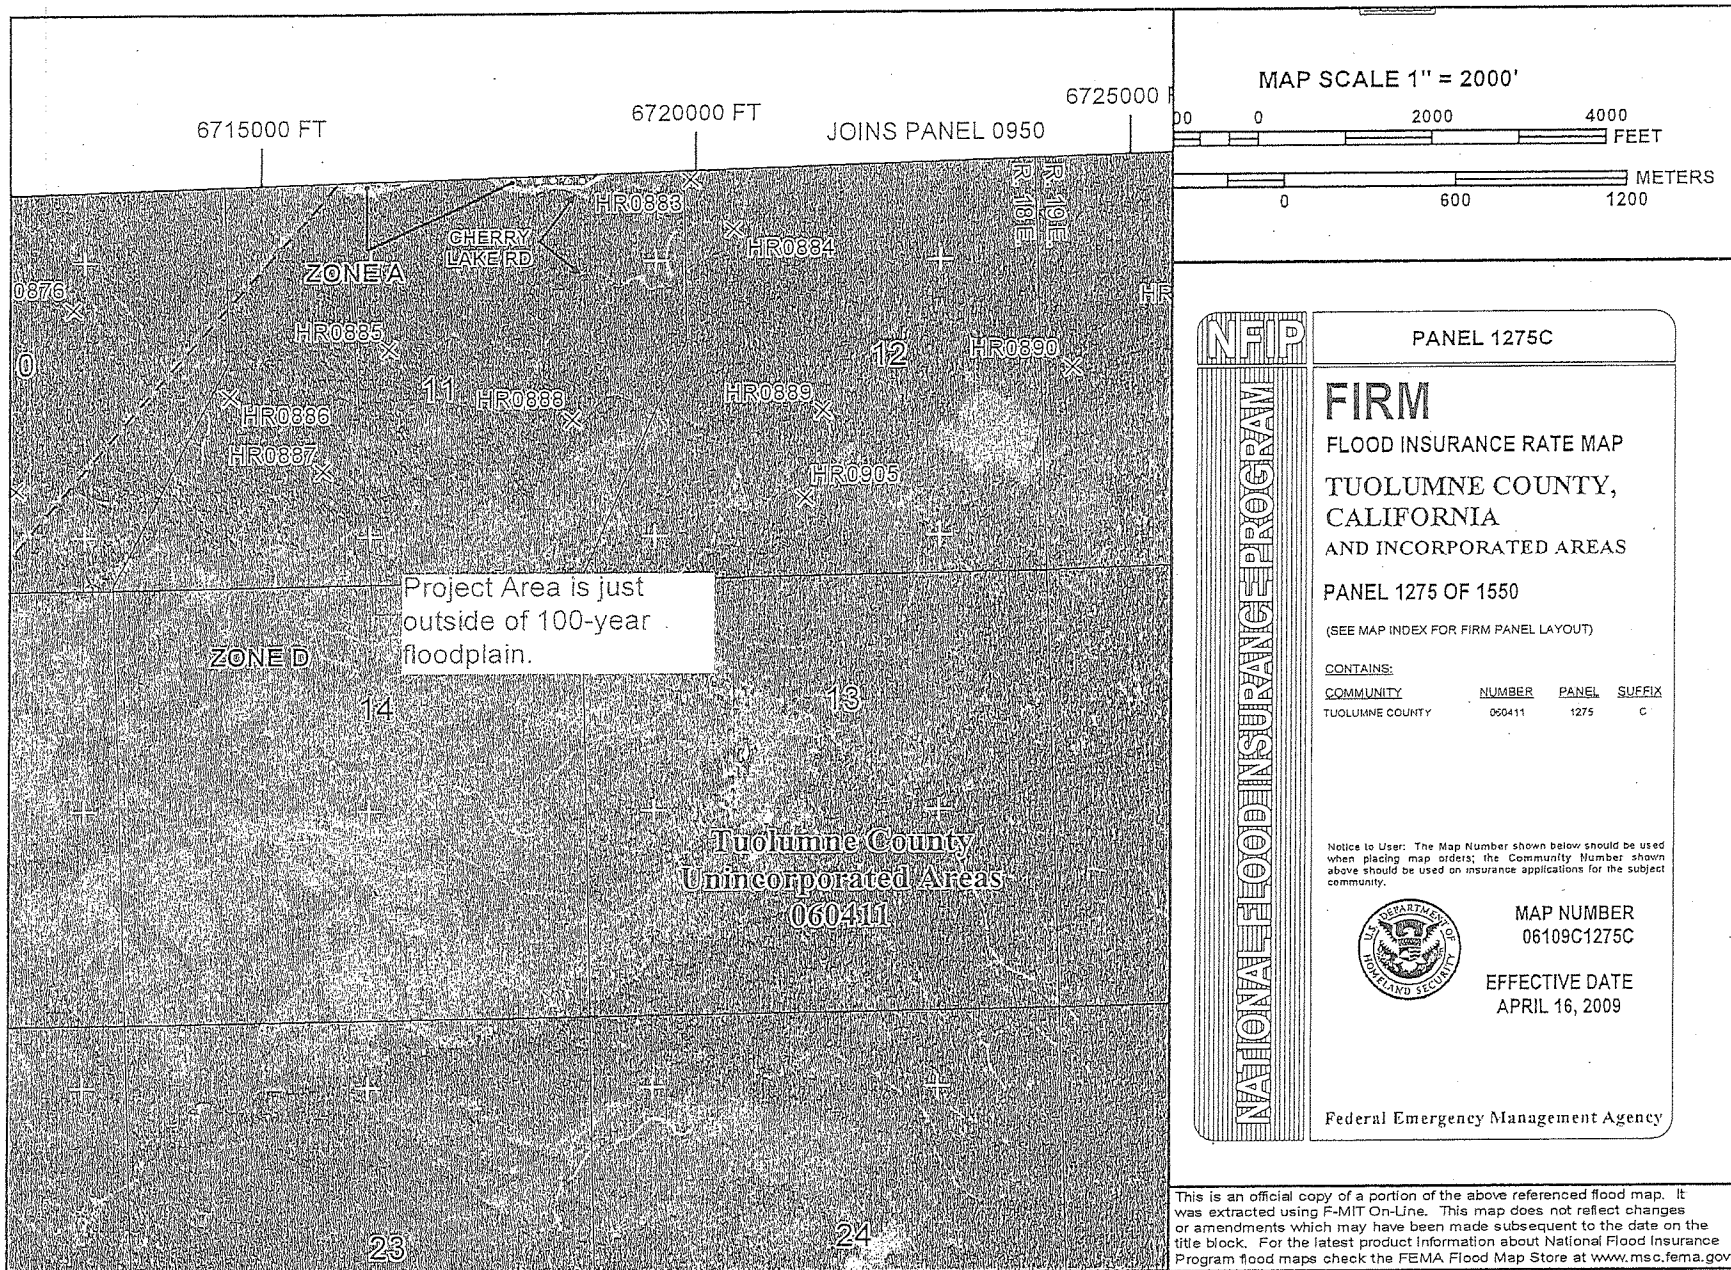 6715000 FT
6720000 FT
JOINS PANEL 0950
6725000
R. 18 E.
R. 19 E.
HR0883
CHERRY
LAKE RD
HR0884
ZONE A
0876
HR
HR0885
0
12
HR0890
11
HR0888
HR0889
HR0886
HR0887
HR0905
Project Area is just
outside of 100-year
floodplain.
ZONE D
14
13
Tuolumne County
Unincorporated Areas
060411
23
24
MAP SCALE 1" = 2000'
00 0 2000 4000
FEET
METERS
0 600 1200
NFIP
PANEL 1275C
NATIONAL FLOOD INSURANCE PROGRAM
FIRM
FLOOD INSURANCE RATE MAP
TUOLUMNE COUNTY,
CALIFORNIA
AND INCORPORATED AREAS
PANEL 1275 OF 1550
(SEE MAP INDEX FOR FIRM PANEL LAYOUT)
CONTAINS:
COMMUNITY NUMBER PANEL SUFFIX
TUOLUMNE COUNTY 060411 1275 C
Notice to User: The Map Number shown below should be used
when placing map orders; the Community Number shown
above should be used on insurance applications for the subject
community.
U.S. DEPARTMENT OF
HOMELAND SECURITY
MAP NUMBER
06109C1275C
EFFECTIVE DATE
APRIL 16, 2009
Federal Emergency Management Agency
This is an official copy of a portion of the above referenced flood map. It
was extracted using F-MIT On-Line. This map does not reflect changes
or amendments which may have been made subsequent to the date on the
title block. For the latest product information about National Flood Insurance
Program flood maps check the FEMA Flood Map Store at www.msc.fema.gov